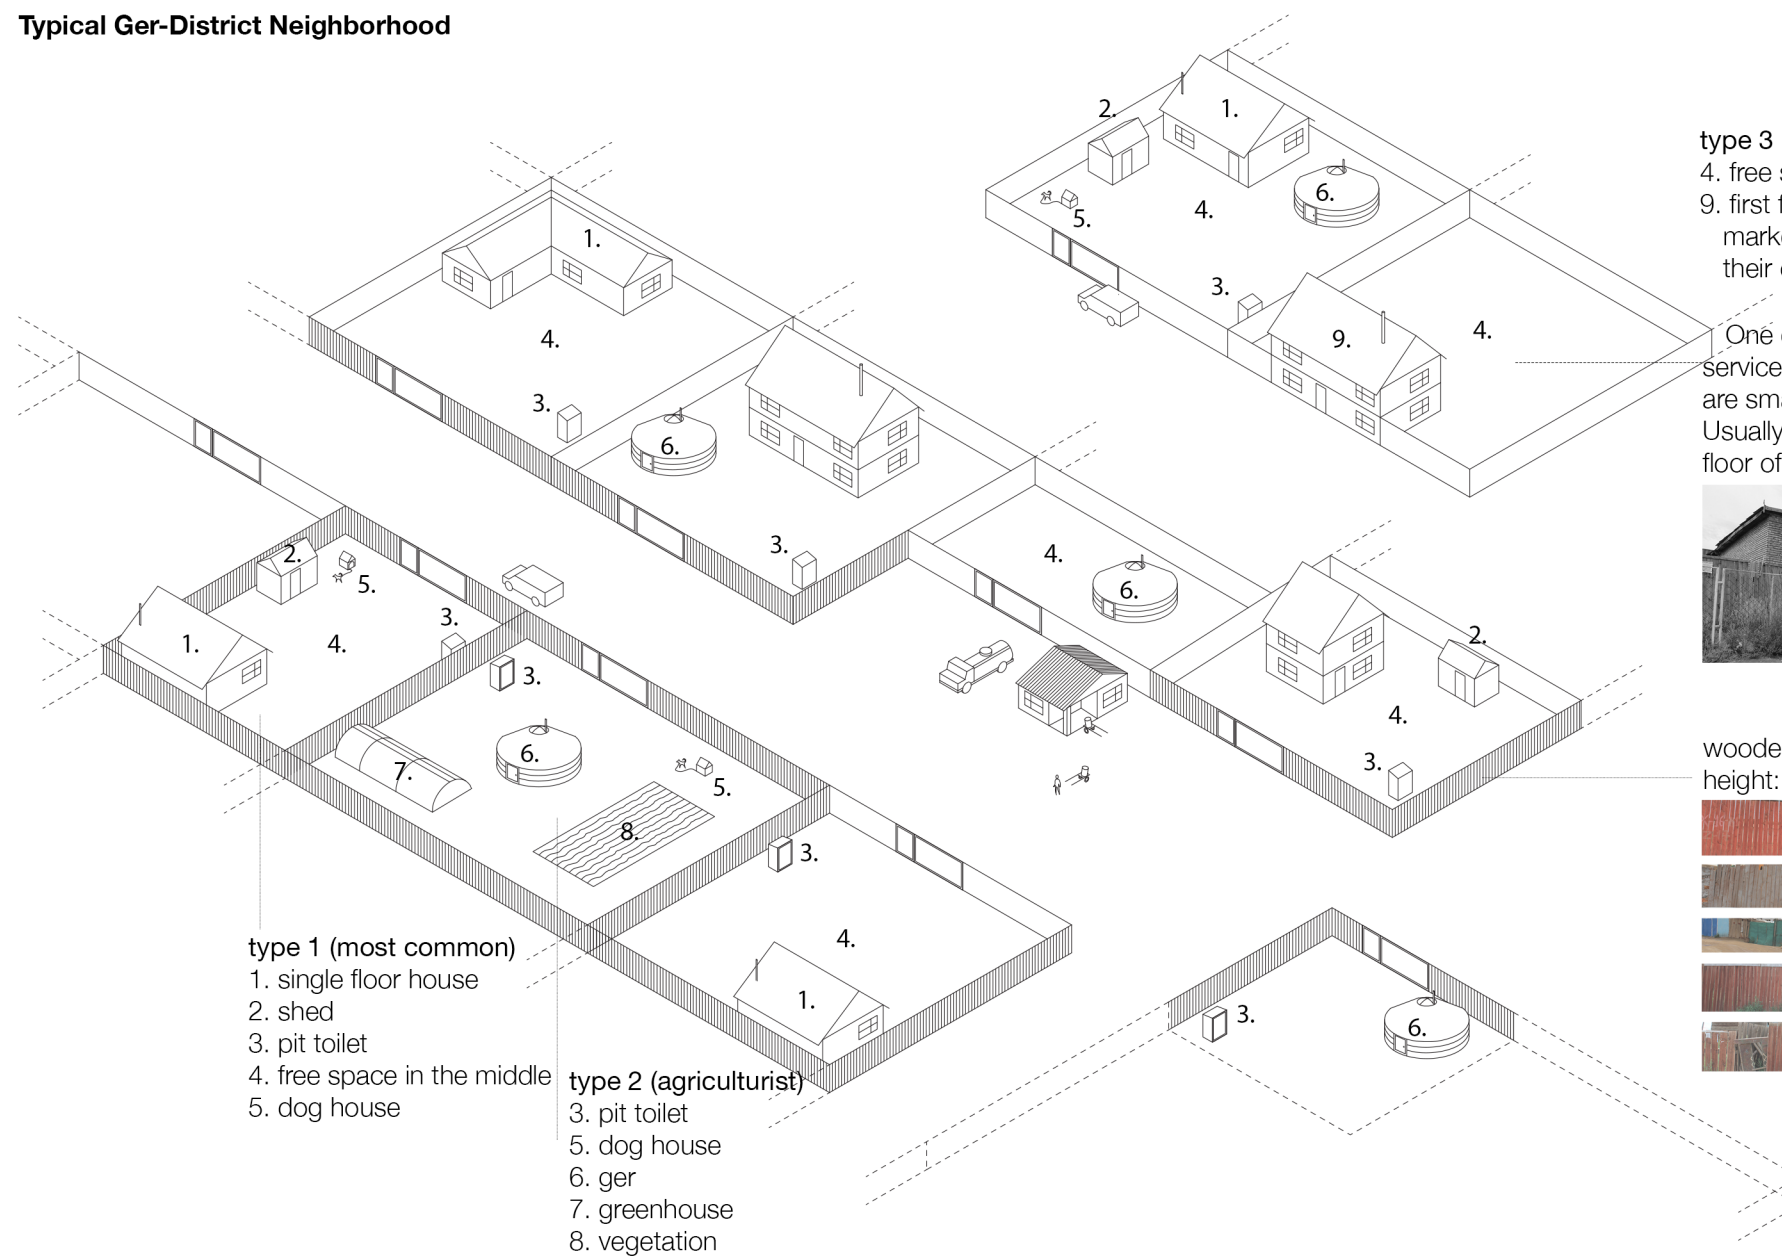 Typical Ger-District Neighborhood
2.
1.
6.
5.
4.
3.
9.
4.
1.
4.
3.
6.
3.
4.
6.
2.
4.
3.
2.
5.
3.
1.
4.
3.
6.
7.
5.
8.
3.
4.
1.
3.
6.
type 1 (most common)
1. single floor house
2. shed
3. pit toilet
4. free space in the middle
5. dog house
type 2 (agriculturist)
3. pit toilet
5. dog house
6. ger
7. greenhouse
8. vegetation
type 3
4. free
9. first
their
One
service
are
Usually
floor of
height: